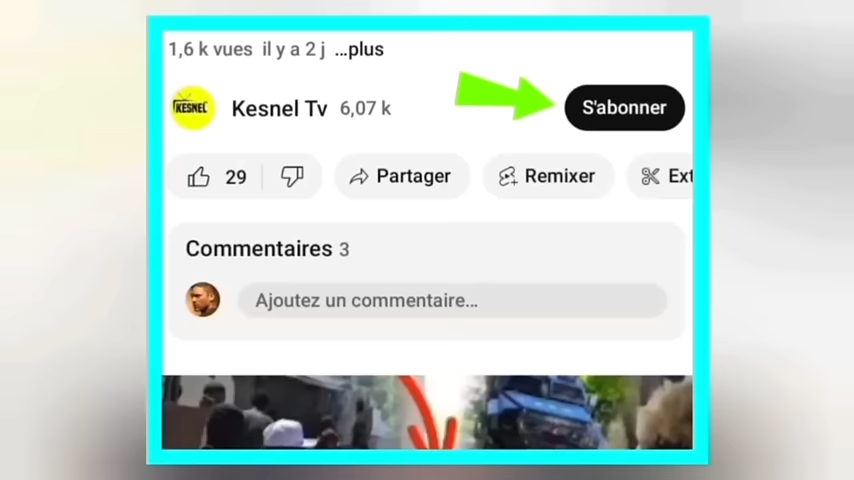 1,6 k vues il y a 2 j ...plus
KESNEL
Kesnel Tv 6,07 k
S'abonner
29
Partager
Remixer
Ext
Commentaires 3
Ajoutez un commentaire...